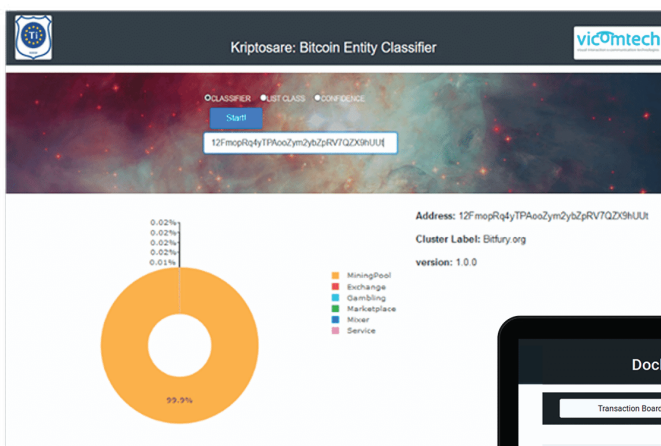 Ti
Kriptosare: Bitcoin Entity Classifier
vicomtech
CLASSIFIER LIST CLASS CONFIDENCE
Start!
12FmopRq4yTPAooZym2ybZpRV7QZX9hUUt
Address: 12FmopRq4yTPAooZym2ybZpRV7QZX9hUUt
Cluster Label: Bitfury.org
version: 1.0.0
0.02%
0.02%
0.02%
0.02%
0.01%
99.9%
MiningPool
Exchange
Gambling
Marketplace
Mixer
Service
Doc
Transaction Board